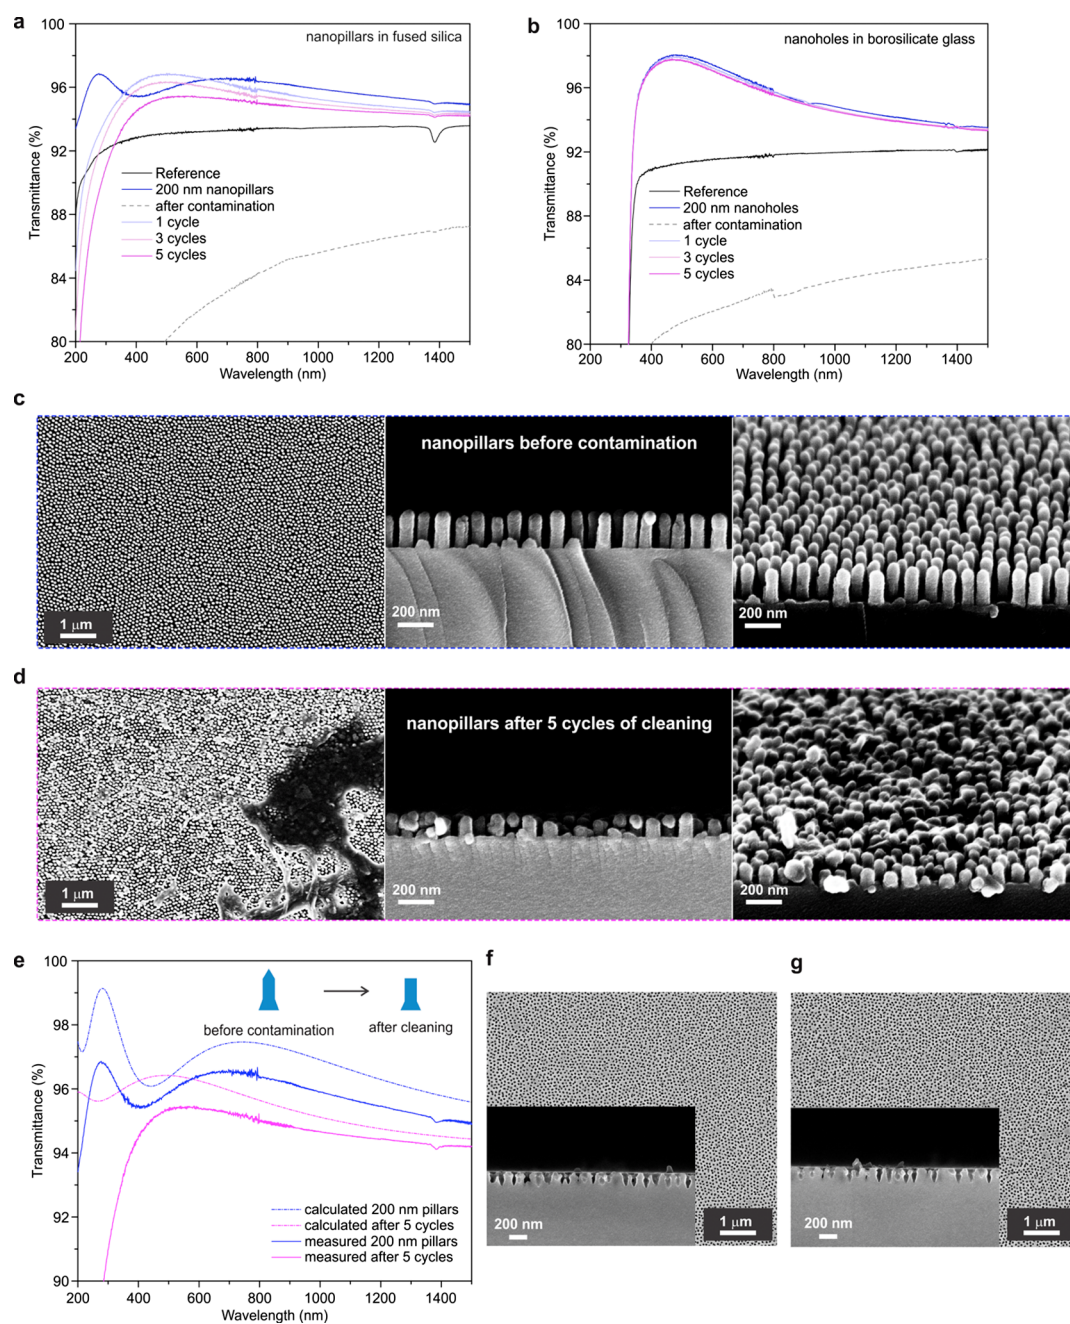 a
nanopillars in fused silica
100
96
92
88
84
80
Transmittance (%)
Reference
200 nm nanopillars
after contamination
1 cycle
3 cycles
5 cycles
200 400 600 800 1000 1200 1400
Wavelength (nm)
b
nanoholes in borosilicate glass
100
96
92
88
84
80
Transmittance (%)
Reference
200 nm nanoholes
after contamination
1 cycle
3 cycles
5 cycles
200 400 600 800 1000 1200 1400
Wavelength (nm)
c
1 μm
nanopillars before contamination
200 nm
200 nm
d
1 μm
nanopillars after 5 cycles of cleaning
200 nm
200 nm
e
100
98
96
94
92
90
Transmittance (%)
before contamination
after cleaning
calculated 200 nm pillars
calculated after 5 cycles
measured 200 nm pillars
measured after 5 cycles
200 400 600 800 1000 1200 1400
Wavelength (nm)
f
200 nm
1 μm
g
200 nm
1 μm